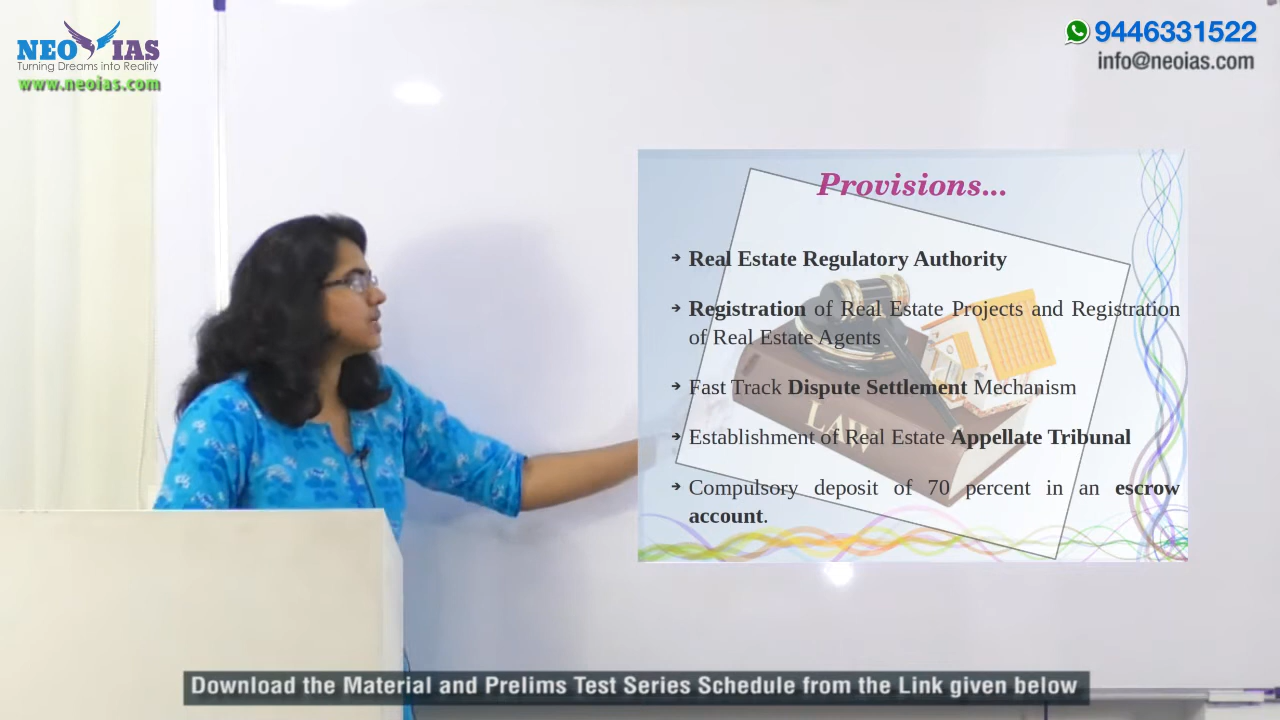 NEO IAS
Turning Dreams into Reality
www.neoias.com
9446331522
info@neoias.com
Provisions...
Real Estate Regulatory Authority
Registration of Real Estate Projects and Registration
of Real Estate Agents
Fast Track Dispute Settlement Mechanism
LAW
Establishment of Real Estate Appellate Tribunal
Compulsory deposit of 70 percent in an escrow
account.
Download the Material and Prelims Test Series Schedule from the Link given below